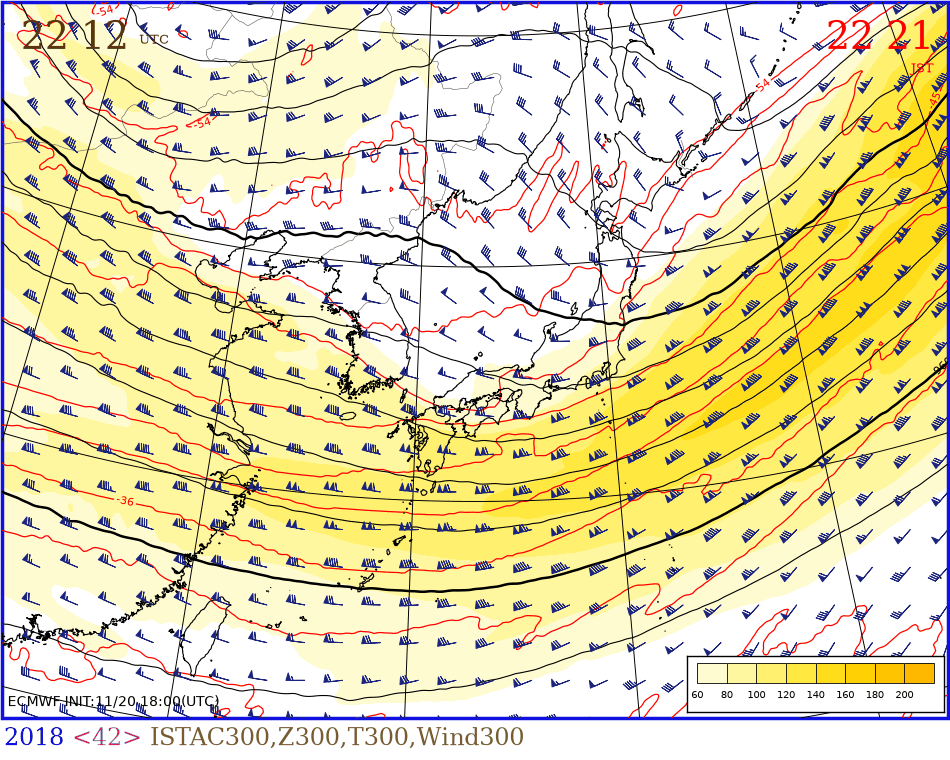 22 12 UTC
22 21 JST
-54
-54
-54
-45
-36
60 80 100 120 140 160 180 200
ECMWF INIT:11/20 18:00(UTC)
2018 <42> ISTAC300,Z300,T300,Wind300